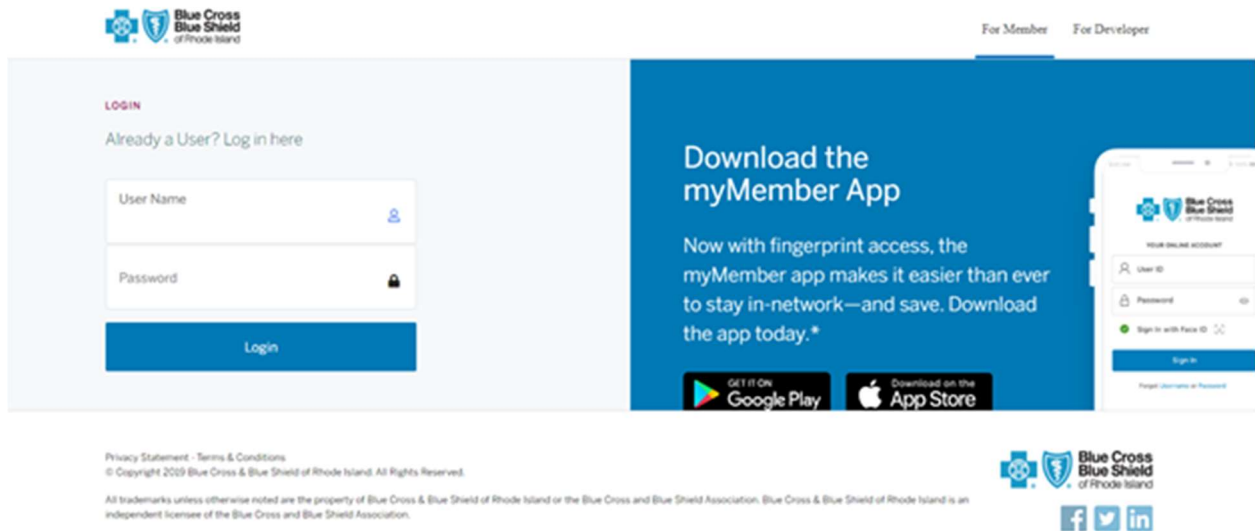 Blue Cross
Blue Shield
of Rhode Island
For Member
For Developer
LOGIN
Already a User? Log in here
User Name
Password
Login
Download the
myMember App
Now with fingerprint access, the
myMember app makes it easier than ever
to stay in-network—and save. Download
the app today.*
GET IT ON
Google Play
Download on the
App Store
Blue Cross
Blue Shield
of Rhode Island
YOUR ONLINE ACCOUNT
User ID
Password
Sign In with Face ID
Sign In
Forgot Username or Password
Privacy Statement - Terms & Conditions
© Copyright 2019 Blue Cross & Blue Shield of Rhode Island. All Rights Reserved.
All trademarks unless otherwise noted are the property of Blue Cross & Blue Shield of Rhode Island or the Blue Cross and Blue Shield Association. Blue Cross & Blue Shield of Rhode Island is an
independent licensee of the Blue Cross and Blue Shield Association.
Blue Cross
Blue Shield
of Rhode Island